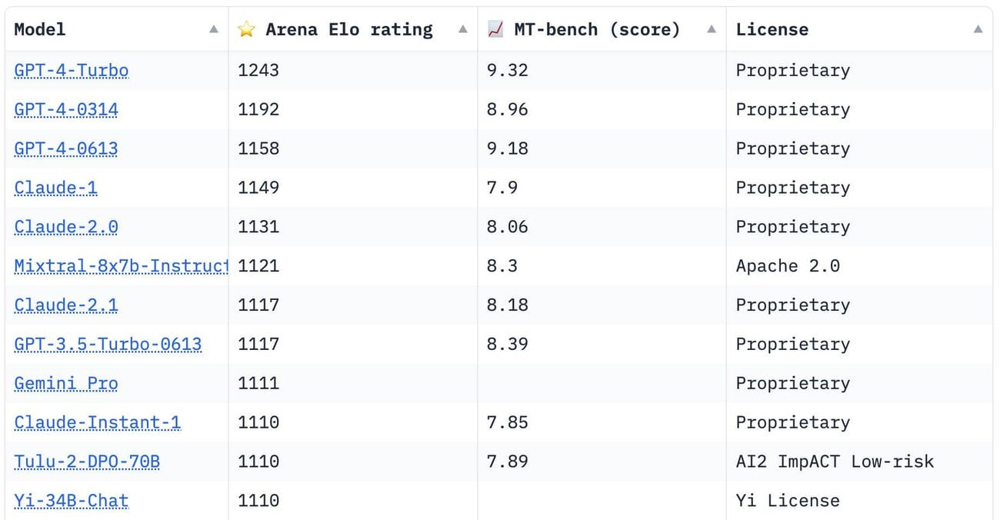 Model ▲ ⭐ Arena Elo rating ▲ 📈 MT-bench (score) ▲ License ▲
GPT-4-Turbo 1243 9.32 Proprietary
GPT-4-0314 1192 8.96 Proprietary
GPT-4-0613 1158 9.18 Proprietary
Claude-1 1149 7.9 Proprietary
Claude-2.0 1131 8.06 Proprietary
Mixtral-8x7b-Instruct 1121 8.3 Apache 2.0
Claude-2.1 1117 8.18 Proprietary
GPT-3.5-Turbo-0613 1117 8.39 Proprietary
Gemini Pro 1111 Proprietary
Claude-Instant-1 1110 7.85 Proprietary
Tulu-2-DPO-70B 1110 7.89 AI2 ImpACT Low-risk
Yi-34B-Chat 1110 Yi License